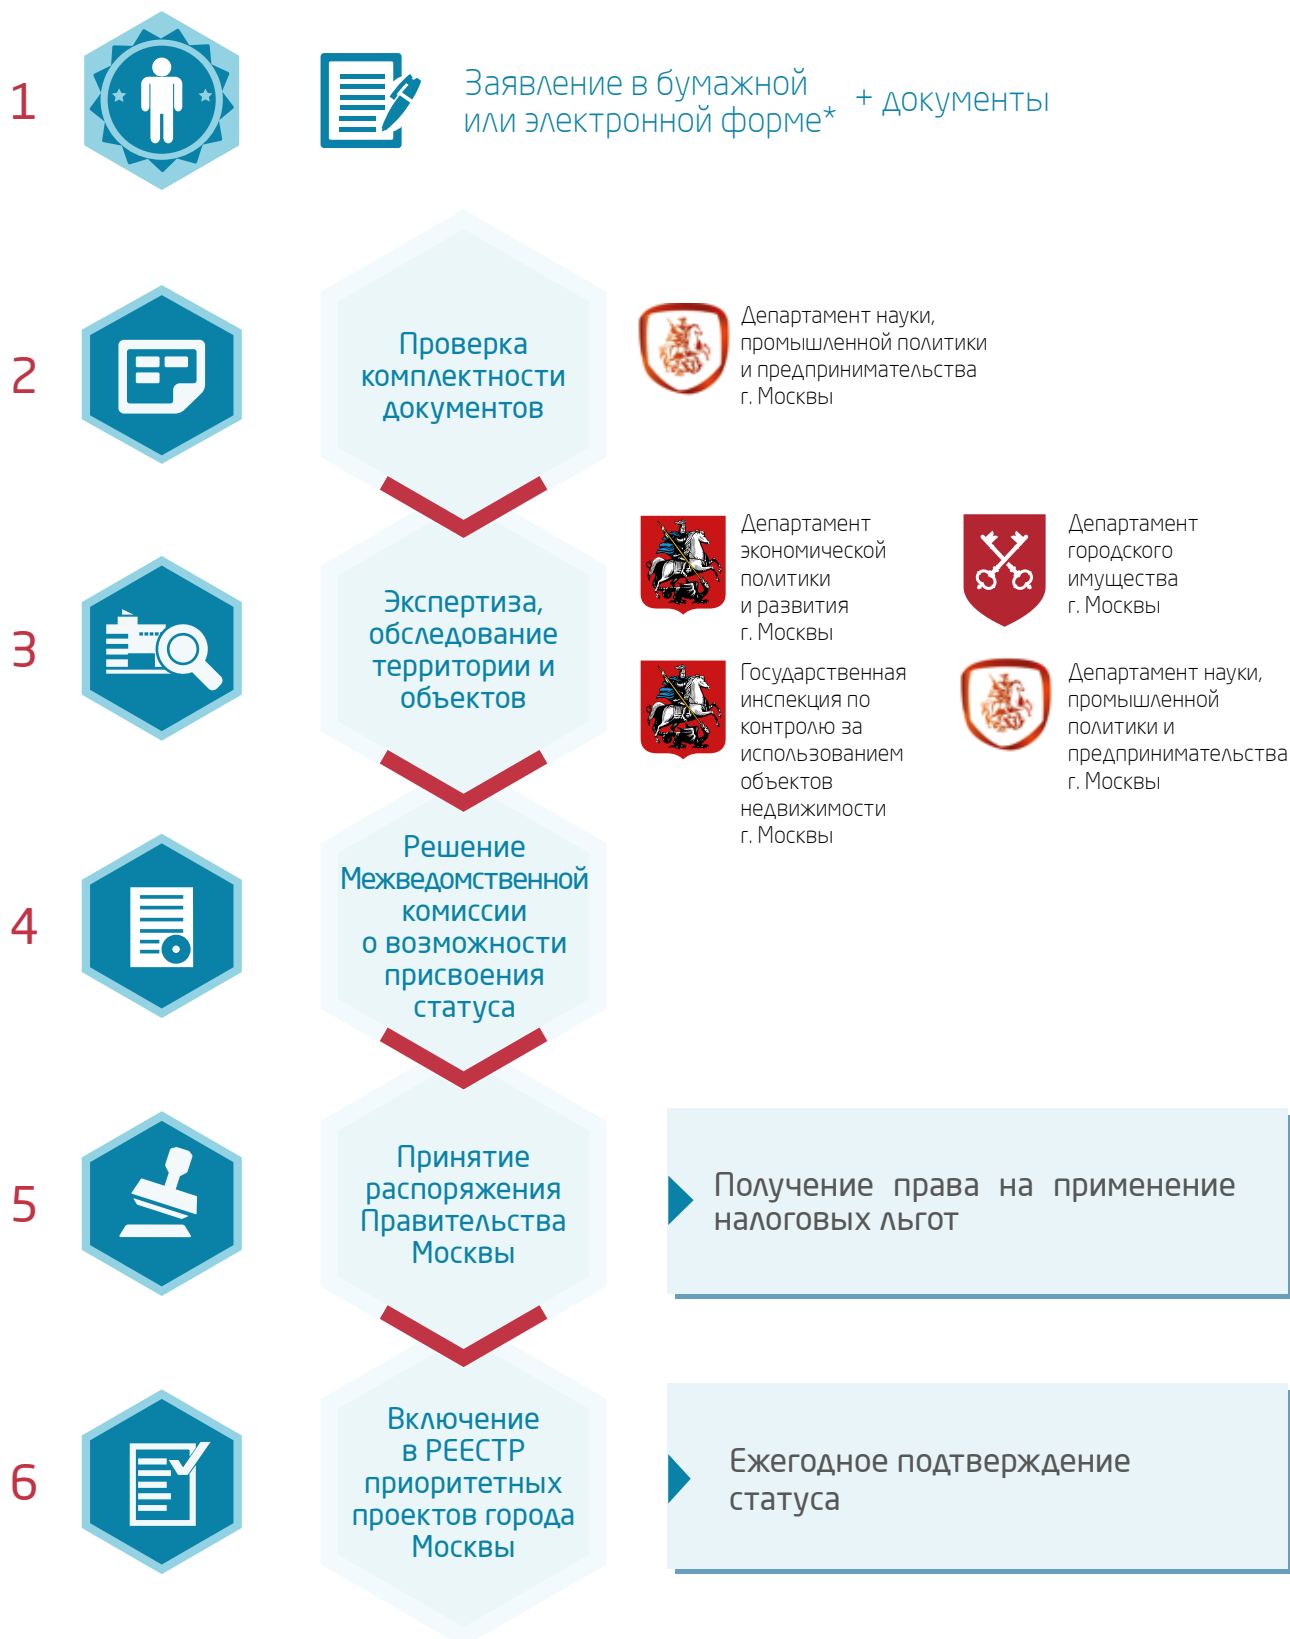 1
Заявление в бумажной
или электронной форме*
+ документы
2
Проверка
комплектности
документов
Департамент науки,
промышленной политики
и предпринимательства
г. Москвы
3
Экспертиза,
обследование
территории и
объектов
Департамент
экономической
политики
и развития
г. Москвы
Департамент
городского
имущества
г. Москвы
Государственная
инспекция по
контролю за
использованием
объектов
недвижимости
г. Москвы
Департамент науки,
промышленной
политики и
предпринимательства
г. Москвы
4
Решение
Межведомственной
комиссии
о возможности
присвоения
статуса
5
Принятие
распоряжения
Правительства
Москвы
Получение права на применение
налоговых льгот
6
Включение
в РЕЕСТР
приоритетных
проектов города
Москвы
Ежегодное подтверждение
статуса